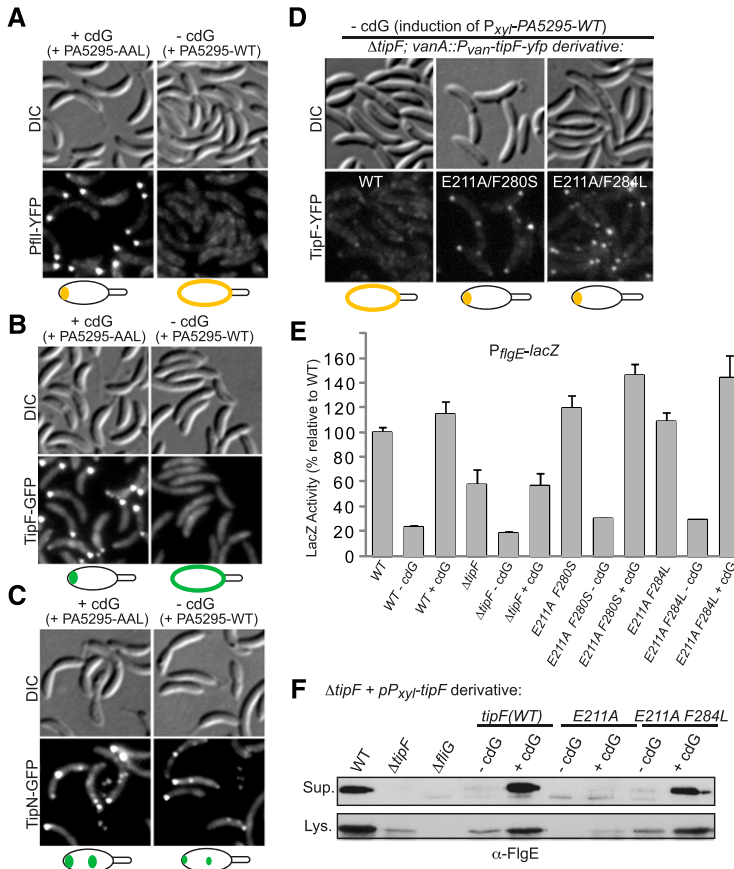 A
+ cdG
(+ PA5295-AAL)
- cdG
(+ PA5295-WT)
DIC
PflI-YFP
B
+ cdG
(+ PA5295-AAL)
- cdG
(+ PA5295-WT)
DIC
TipF-GFP
C
+ cdG
(+ PA5295-AAL)
- cdG
(+ PA5295-WT)
DIC
TipN-GFP
D
- cdG (induction of Pxyl-PA5295-WT)
ΔtipF; vanA::Pvan-tipF-yfp derivative:
DIC
TipF-YFP
WT
E211A/F280S
E211A/F284L
E
PflgE-lacZ
LacZ Activity (% relative to WT)
160
140
120
100
80
60
40
20
0
WT
WT - cdG
WT + cdG
ΔtipF
ΔtipF - cdG
ΔtipF + cdG
E211A F280S
E211A F280S - cdG
E211A F280S + cdG
E211A F284L
E211A F284L - cdG
E211A F284L + cdG
F
ΔtipF + pPxyl-tipF derivative:
tipF(WT) E211A E211A F284L
WT ΔtipF ΔfliG - cdG + cdG - cdG + cdG - cdG + cdG
Sup.
Lys.
α-FlgE